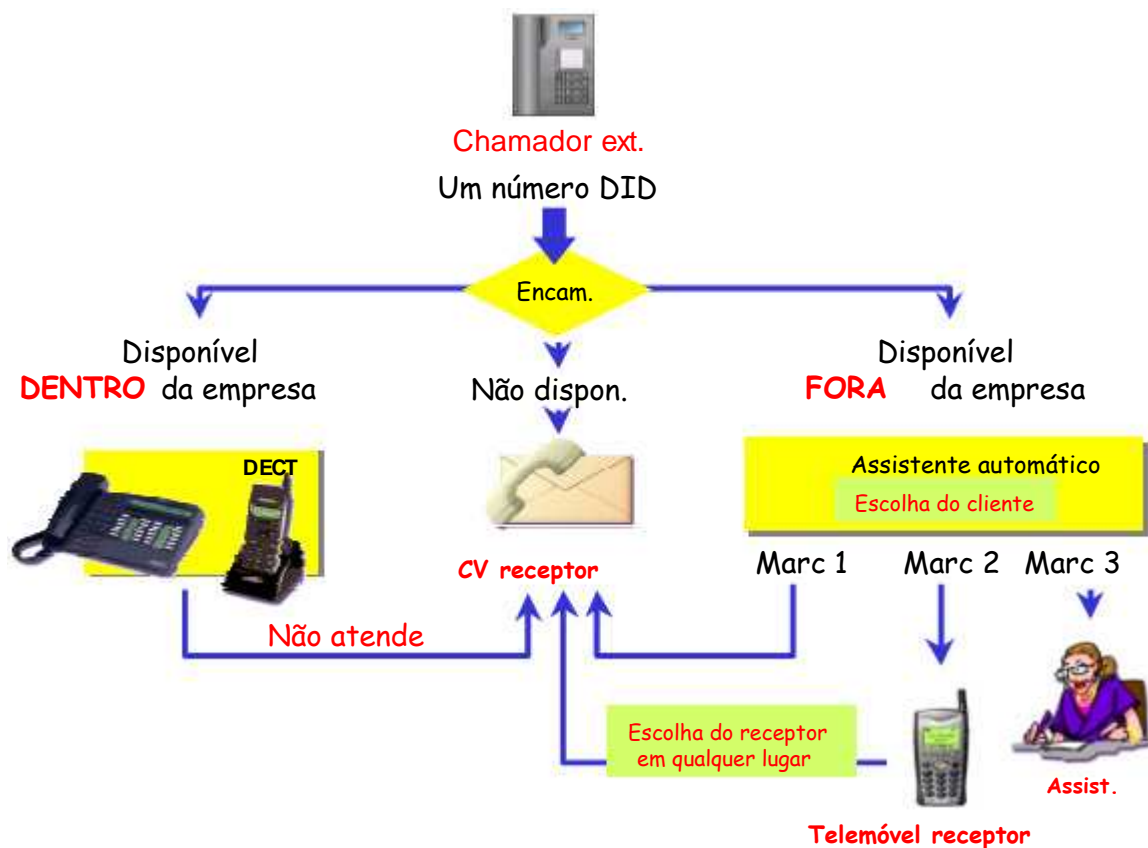 Chamador ext.
Um número DID
Encam.
Disponível
DENTRO da empresa
Não dispon.
Disponível
FORA da empresa
DECT
Assistente automático
Escolha do cliente
CV receptor
Marc 1 Marc 2 Marc 3
Não atende
Escolha do receptor
em qualquer lugar
Assist.
Telemóvel receptor